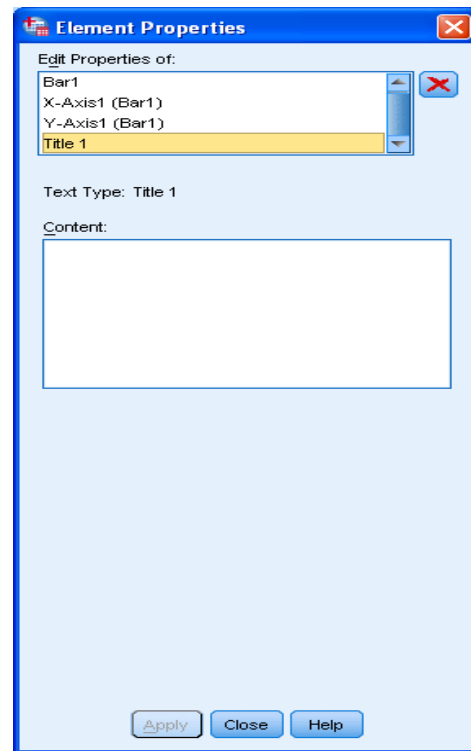 Element Properties
Edit Properties of:
Bar1
X-Axis1 (Bar1)
Y-Axis1 (Bar1)
Title 1
Text Type: Title 1
Content:
Apply Close Help